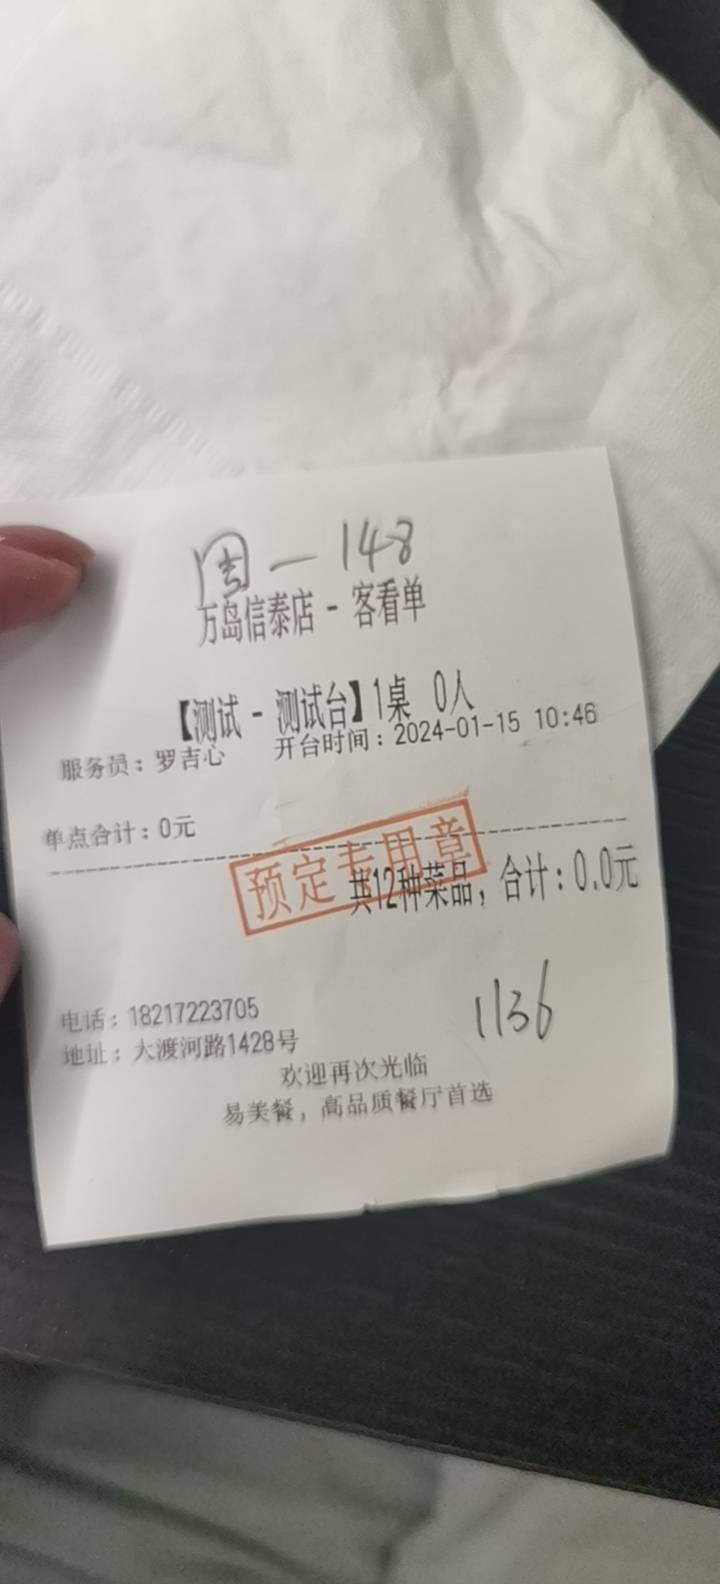 周一 148
万岛信泰店 - 客看单
【测试 - 测试台】1桌 0人
服务员：罗吉心 开台时间：2024-01-15 10:46
单点合计：0元
预定专用章
共12种菜品，合计：0.0元
1136
电话：18217223705
地址：大渡河路1428号
欢迎再次光临
易美餐，高品质餐厅首选